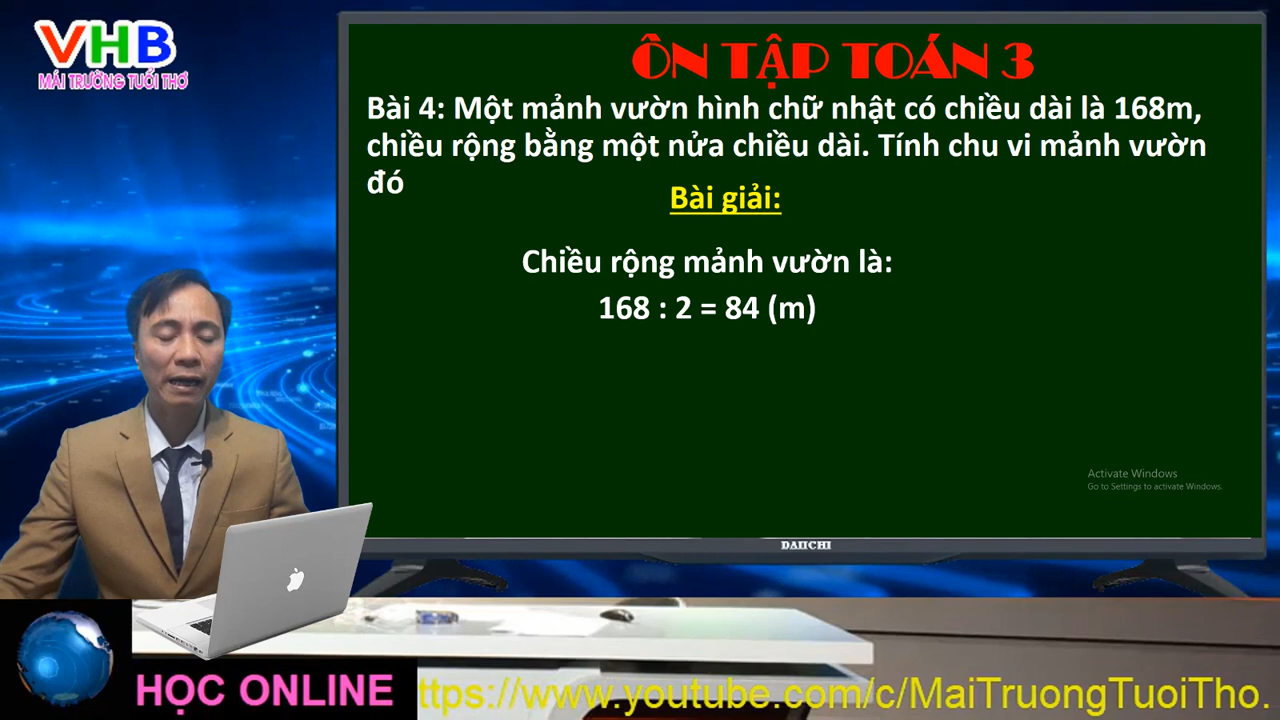 VHB
MÁI TRƯỜNG TUỔI THƠ
ÔN TẬP TOÁN 3
Bài 4: Một mảnh vườn hình chữ nhật có chiều dài là 168m,
chiều rộng bằng một nửa chiều dài. Tính chu vi mảnh vườn
đó
Bài giải:
Chiều rộng mảnh vườn là:
168 : 2 = 84 (m)
Activate Windows
Go to Settings to activate Windows.
DAIICHI
HỌC ONLINE
ttps://www.youtube.com/c/MaiTruongTuoiTho.